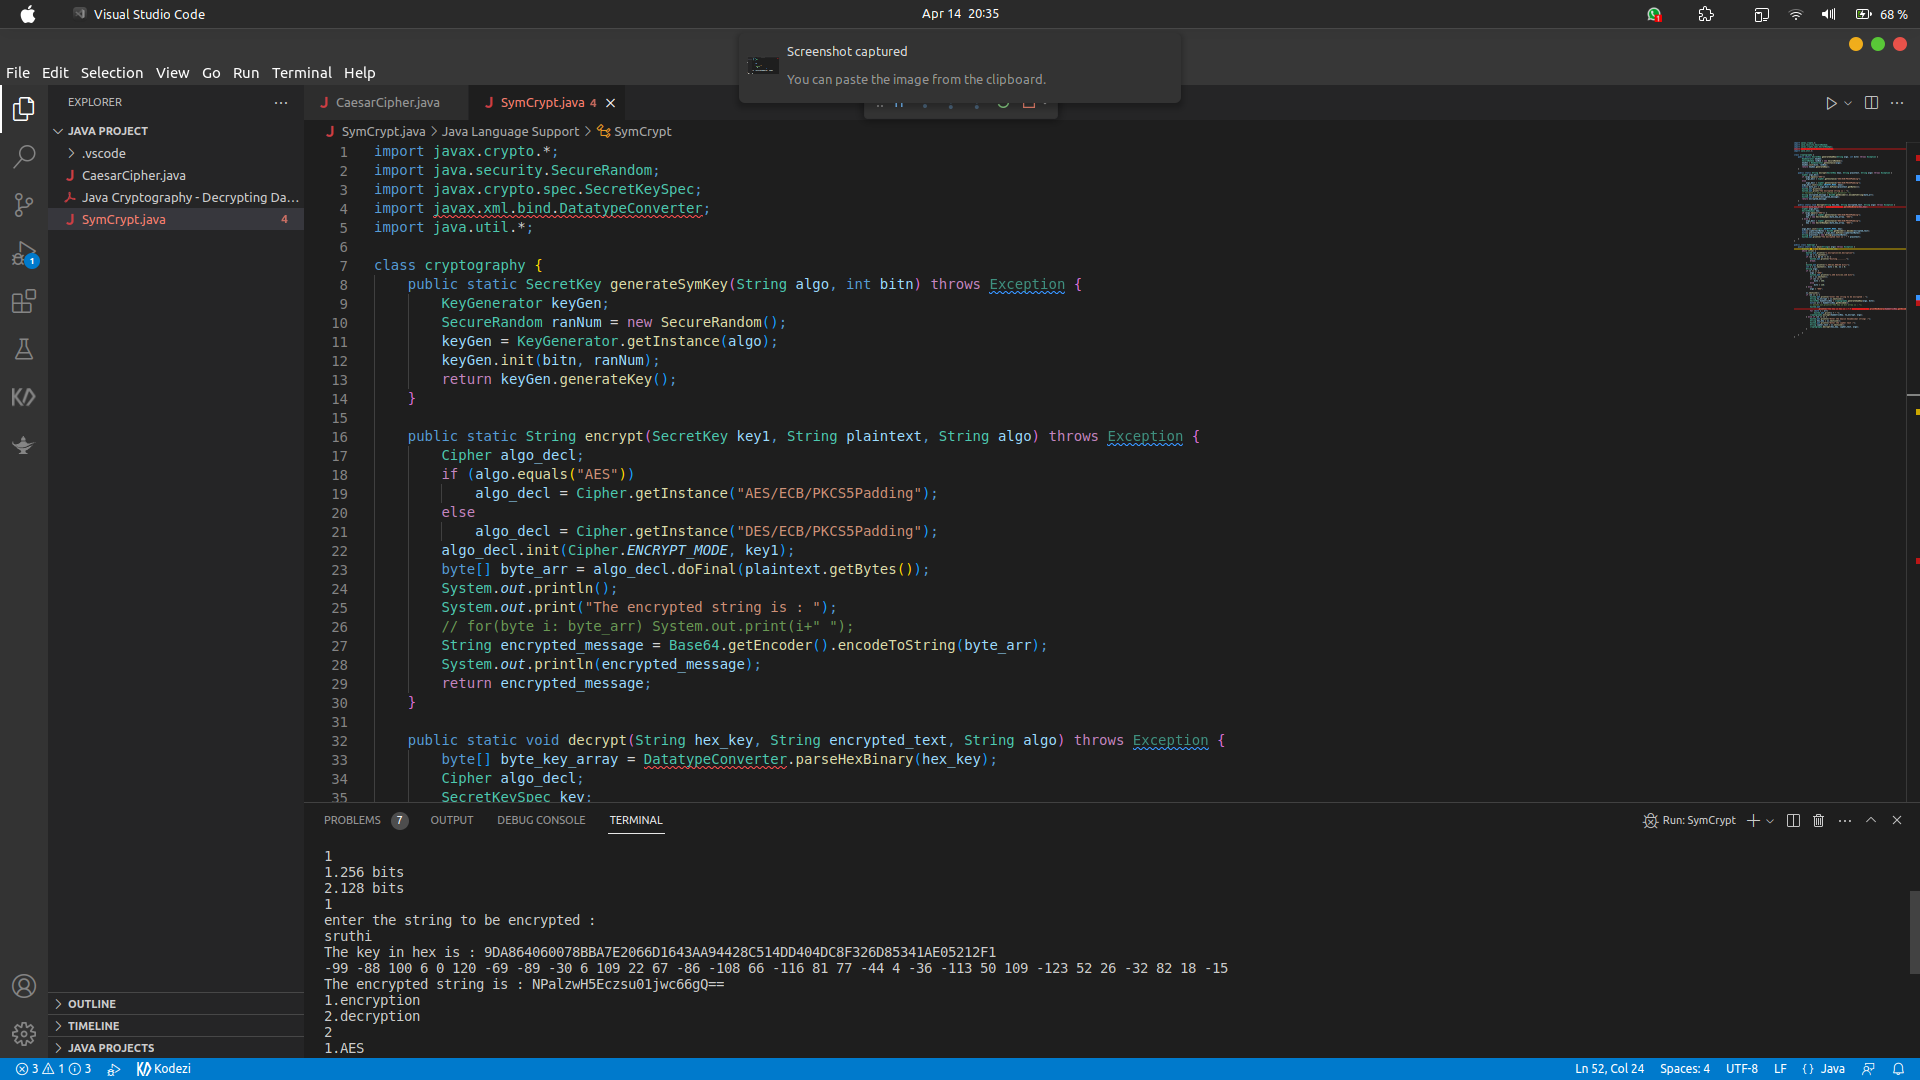 Visual Studio Code
Apr 14 20:35
68 %
Screenshot captured
You can paste the image from the clipboard.
File Edit Selection View Go Run Terminal Help
EXPLORER
CaesarCipher.java
SymCrypt.java 4
JAVA PROJECT
.vscode
CaesarCipher.java
Java Cryptography - Decrypting Da...
SymCrypt.java 4
1
SymCrypt.java > Java Language Support > SymCrypt
1 import javax.crypto.*;
2 import java.security.SecureRandom;
3 import javax.crypto.spec.SecretKeySpec;
4 import javax.xml.bind.DatatypeConverter;
5 import java.util.*;
6
7 class cryptography {
8 public static SecretKey generateSymKey(String algo, int bitn) throws Exception {
9 KeyGenerator keyGen;
10 SecureRandom ranNum = new SecureRandom();
11 keyGen = KeyGenerator.getInstance(algo);
12 keyGen.init(bitn, ranNum);
13 return keyGen.generateKey();
14 }
15
16 public static String encrypt(SecretKey key1, String plaintext, String algo) throws Exception {
17 Cipher algo_decl;
18 if (algo.equals("AES"))
19 algo_decl = Cipher.getInstance("AES/ECB/PKCS5Padding");
20 else
21 algo_decl = Cipher.getInstance("DES/ECB/PKCS5Padding");
22 algo_decl.init(Cipher.ENCRYPT_MODE, key1);
23 byte[] byte_arr = algo_decl.doFinal(plaintext.getBytes());
24 System.out.println();
25 System.out.print("The encrypted string is : ");
26 // for(byte i: byte_arr) System.out.print(i+" ");
27 String encrypted_message = Base64.getEncoder().encodeToString(byte_arr);
28 System.out.println(encrypted_message);
29 return encrypted_message;
30 }
31
32 public static void decrypt(String hex_key, String encrypted_text, String algo) throws Exception {
33 byte[] byte_key_array = DatatypeConverter.parseHexBinary(hex_key);
34 Cipher algo_decl;
35 SecretKeySpec key;
PROBLEMS 7 OUTPUT DEBUG CONSOLE TERMINAL
Run: SymCrypt
1
1.256 bits
2.128 bits
1
enter the string to be encrypted :
sruthi
The key in hex is : 9DA864060078BBA7E2066D1643AA94428C514DD404DC8F326D85341AE05212F1
-99 -88 100 6 0 120 -69 -89 -30 6 109 22 67 -86 -108 66 -116 81 77 -44 4 -36 -113 50 109 -123 52 26 -32 82 18 -15
The encrypted string is : NPalzwH5Eczsu01jwc66gQ==
1.encryption
2.decryption
2
1.AES
OUTLINE
TIMELINE
JAVA PROJECTS
3 1 3 Kodezi
Ln 52, Col 24 Spaces: 4 UTF-8 LF {} Java